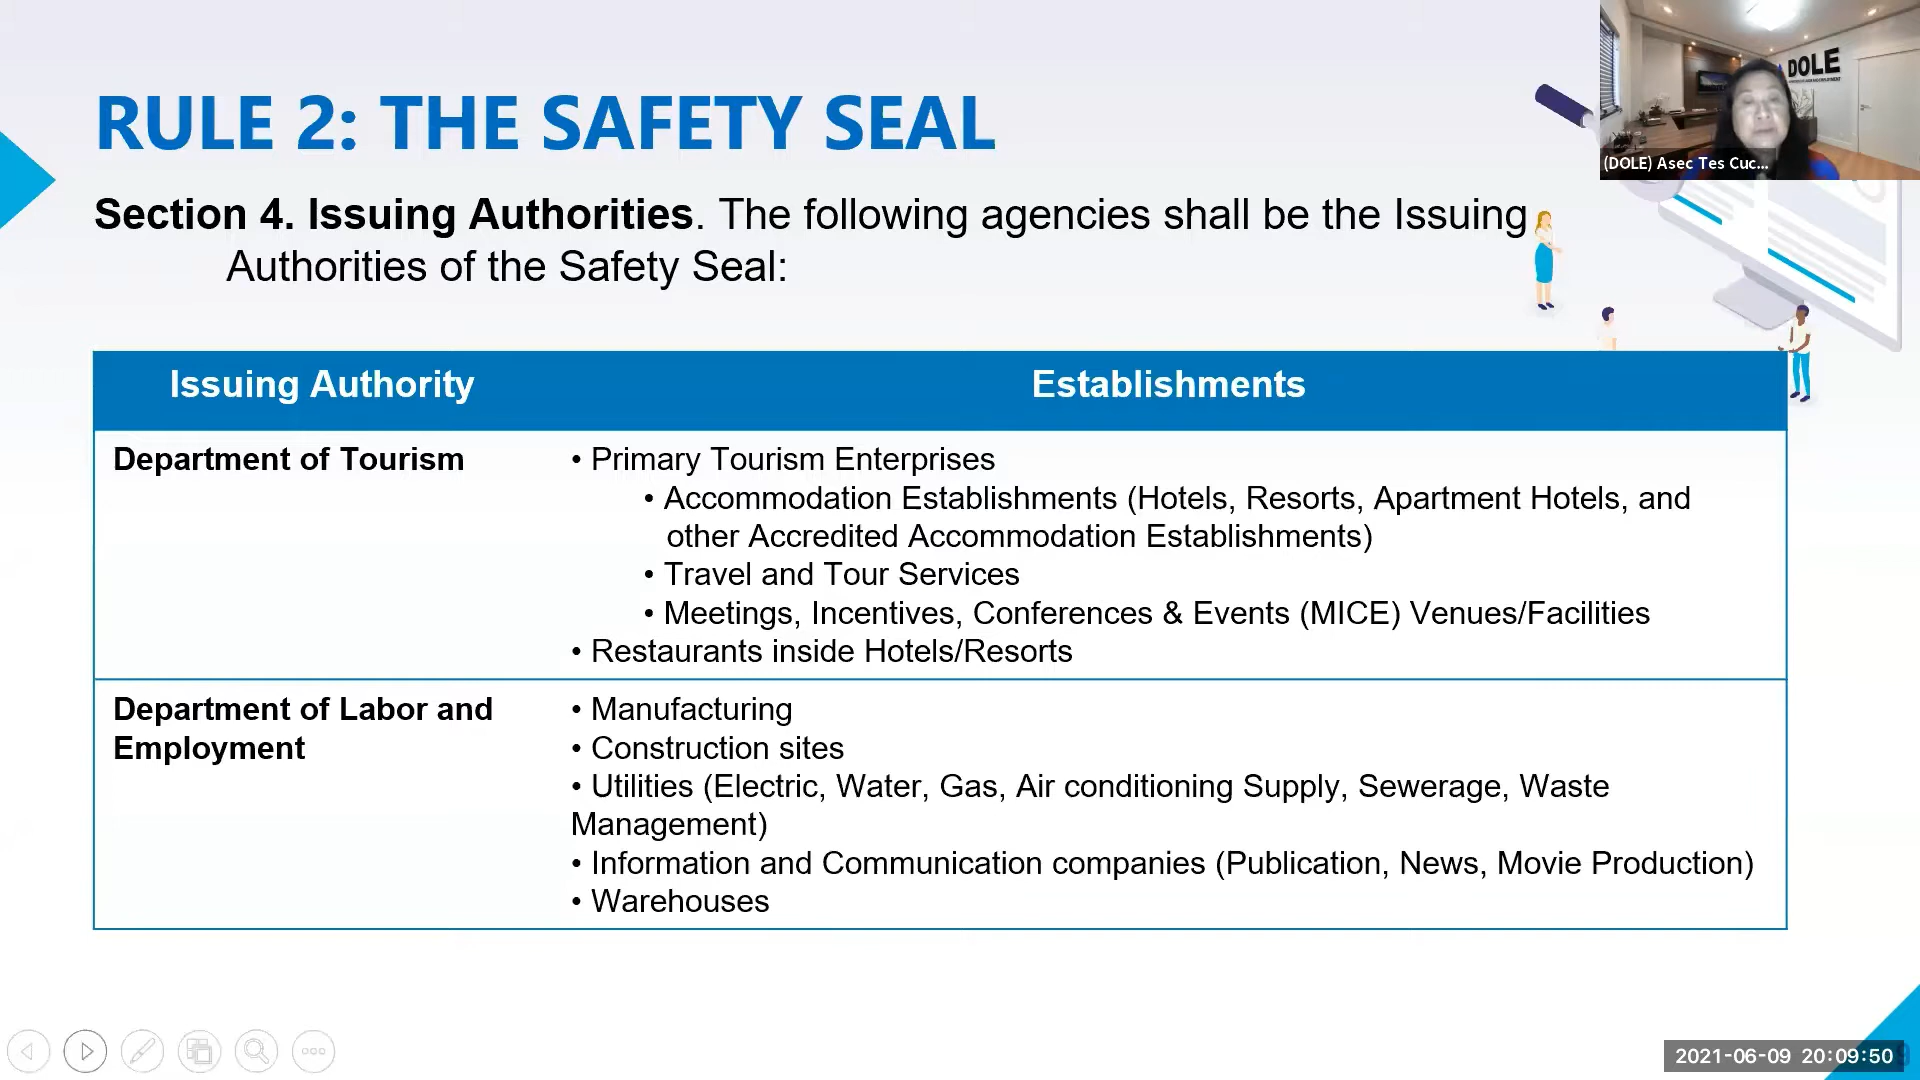 RULE 2: THE SAFETY SEAL
DOLE
(DOLE) Asec Tes Cuc...
Section 4. Issuing Authorities. The following agencies shall be the Issuing
Authorities of the Safety Seal:
Issuing Authority
Establishments
Department of Tourism
• Primary Tourism Enterprises
• Accommodation Establishments (Hotels, Resorts, Apartment Hotels, and
other Accredited Accommodation Establishments)
• Travel and Tour Services
• Meetings, Incentives, Conferences & Events (MICE) Venues/Facilities
• Restaurants inside Hotels/Resorts
Department of Labor and
Employment
• Manufacturing
• Construction sites
• Utilities (Electric, Water, Gas, Air conditioning Supply, Sewerage, Waste
Management)
• Information and Communication companies (Publication, News, Movie Production)
• Warehouses
2021-06-09 20:09:50